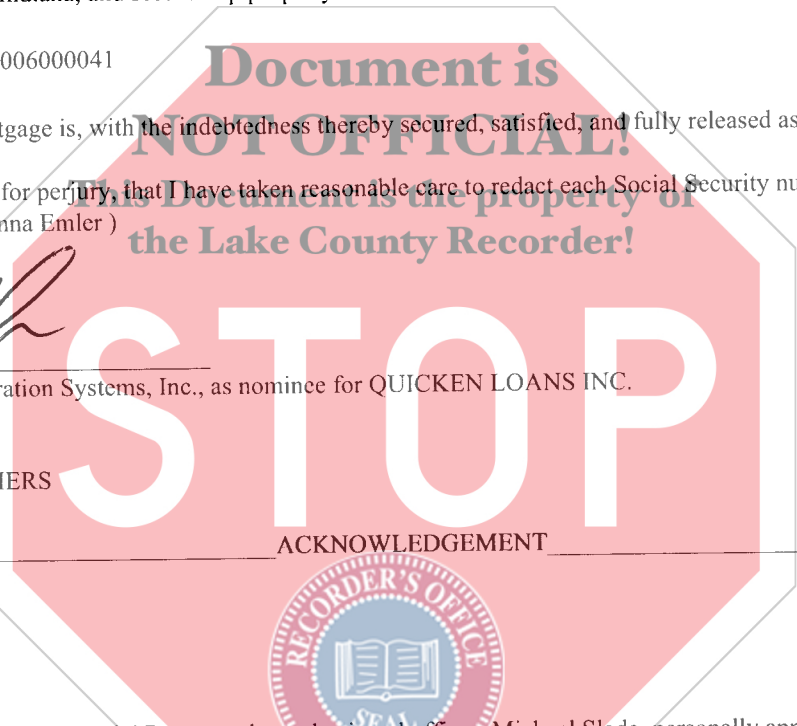 Document is
006000041
tgage is, with the indebtedness thereby secured, satisfied, and fully released as
NOT OFFICIAL!
for perjury, that I have taken reasonable care to redact each Social Security nu
This Document is the property of
nna Emler )
the Lake County Recorder!
STOP
ration Systems, Inc., as nominee for QUICKEN LOANS INC.
IERS
ACKNOWLEDGEMENT
RECORDER'S OFFICE
SEAL